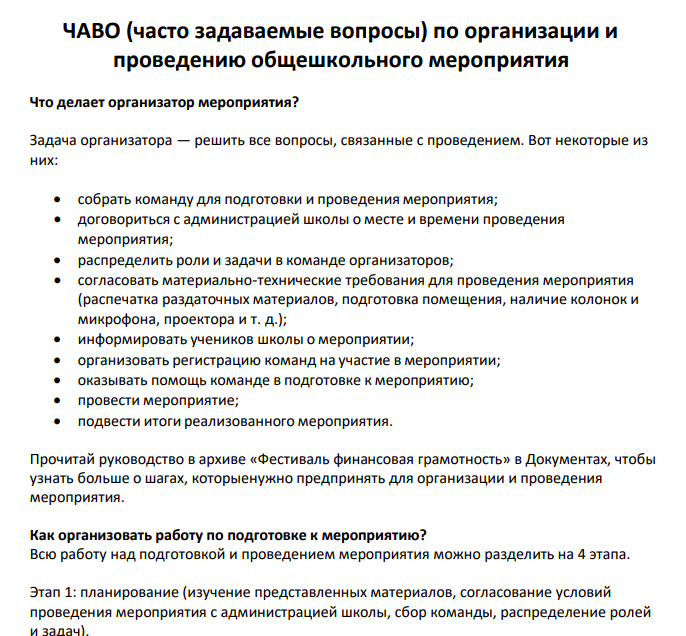 ЧАВО (часто задаваемые вопросы) по организации и
проведению общешкольного мероприятия
Что делает организатор мероприятия?
Задача организатора — решить все вопросы, связанные с проведением. Вот некоторые из
них:
• собрать команду для подготовки и проведения мероприятия;
• договориться с администрацией школы о месте и времени проведения
мероприятия;
• распределить роли и задачи в команде организаторов;
• согласовать материально-технические требования для проведения мероприятия
(распечатка раздаточных материалов, подготовка помещения, наличие колонок и
микрофона, проектора и т. д.);
• информировать учеников школы о мероприятии;
• организовать регистрацию команд на участие в мероприятии;
• оказывать помощь команде в подготовке к мероприятию;
• провести мероприятие;
• подвести итоги реализованного мероприятия.
Прочитай руководство в архиве «Фестиваль финансовая грамотность» в Документах, чтобы
узнать больше о шагах, которыенужно предпринять для организации и проведения
мероприятия.
Как организовать работу по подготовке к мероприятию?
Всю работу над подготовкой и проведением мероприятия можно разделить на 4 этапа.
Этап 1: планирование (изучение представленных материалов, согласование условий
проведения мероприятия с администрацией школы, сбор команды, распределение ролей
и задач).